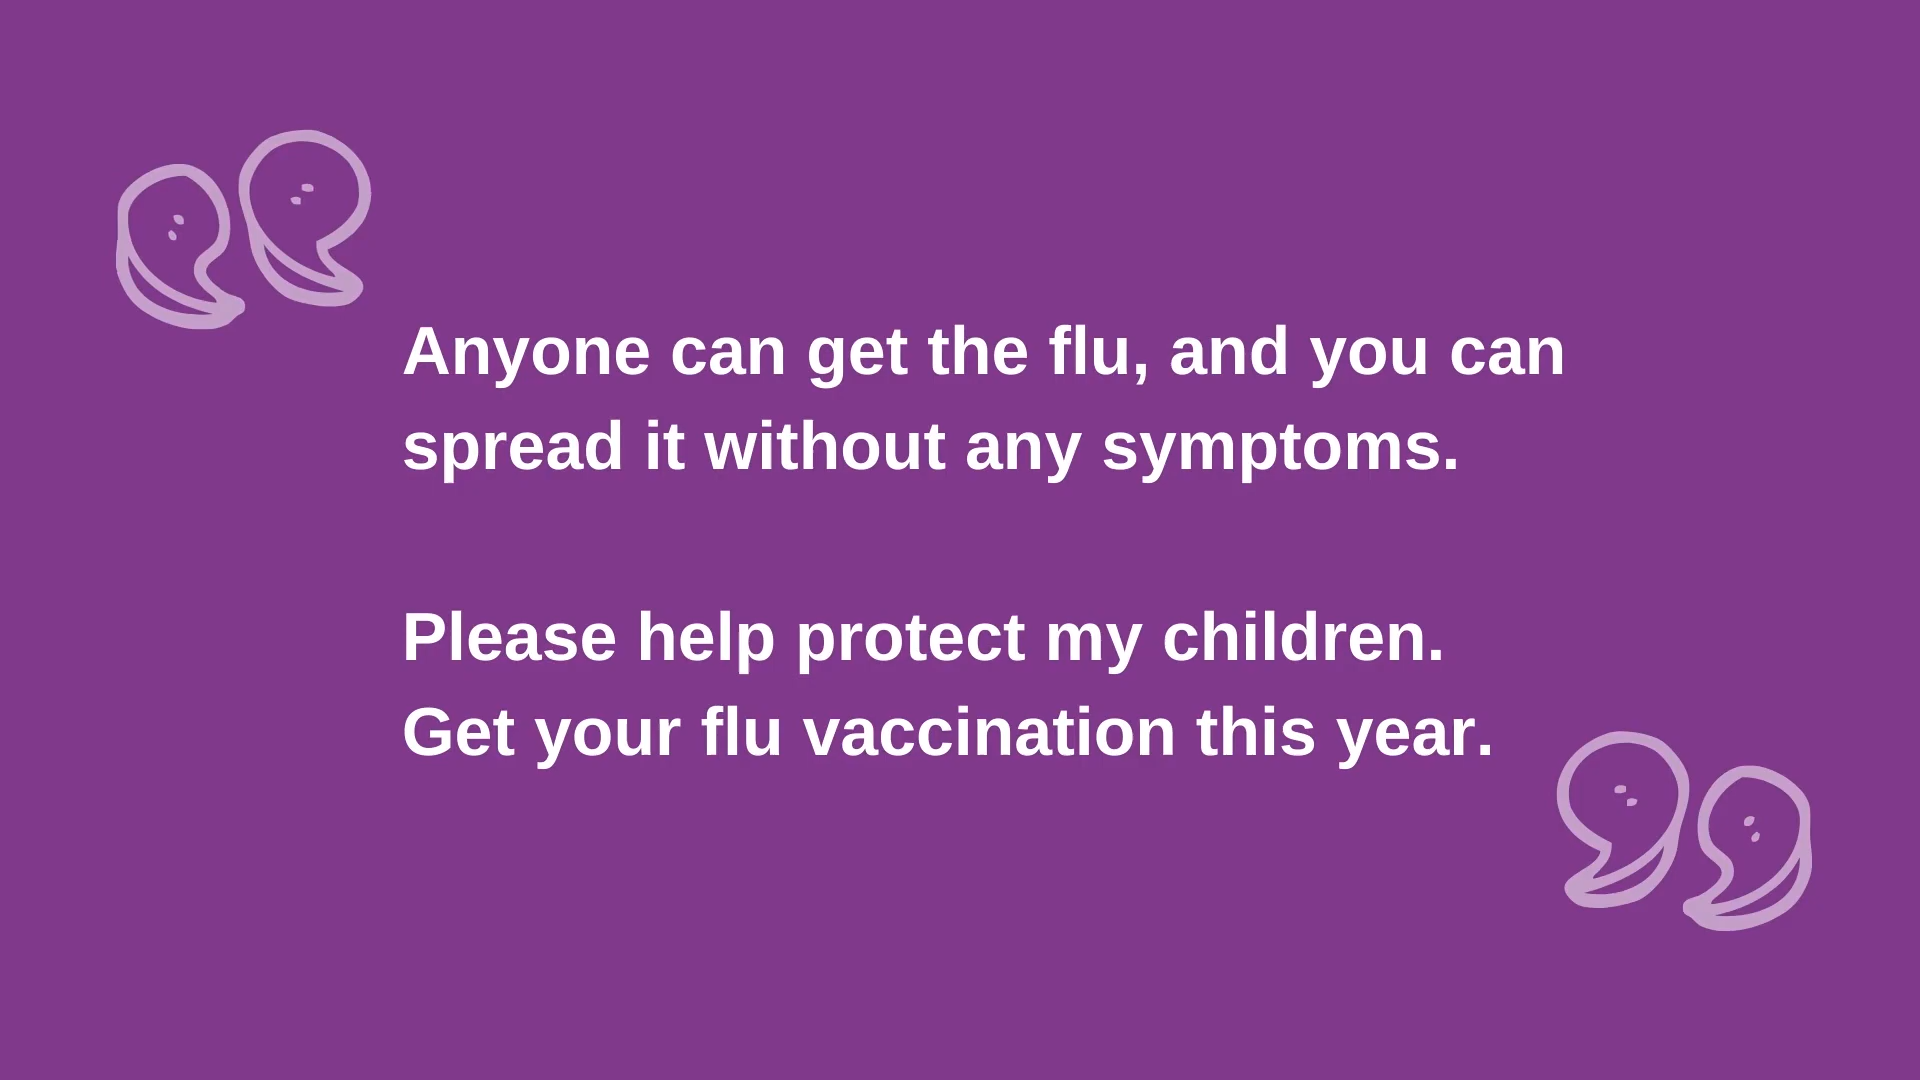 Anyone can get the flu, and you can
spread it without any symptoms.
Please help protect my children.
Get your flu vaccination this year.